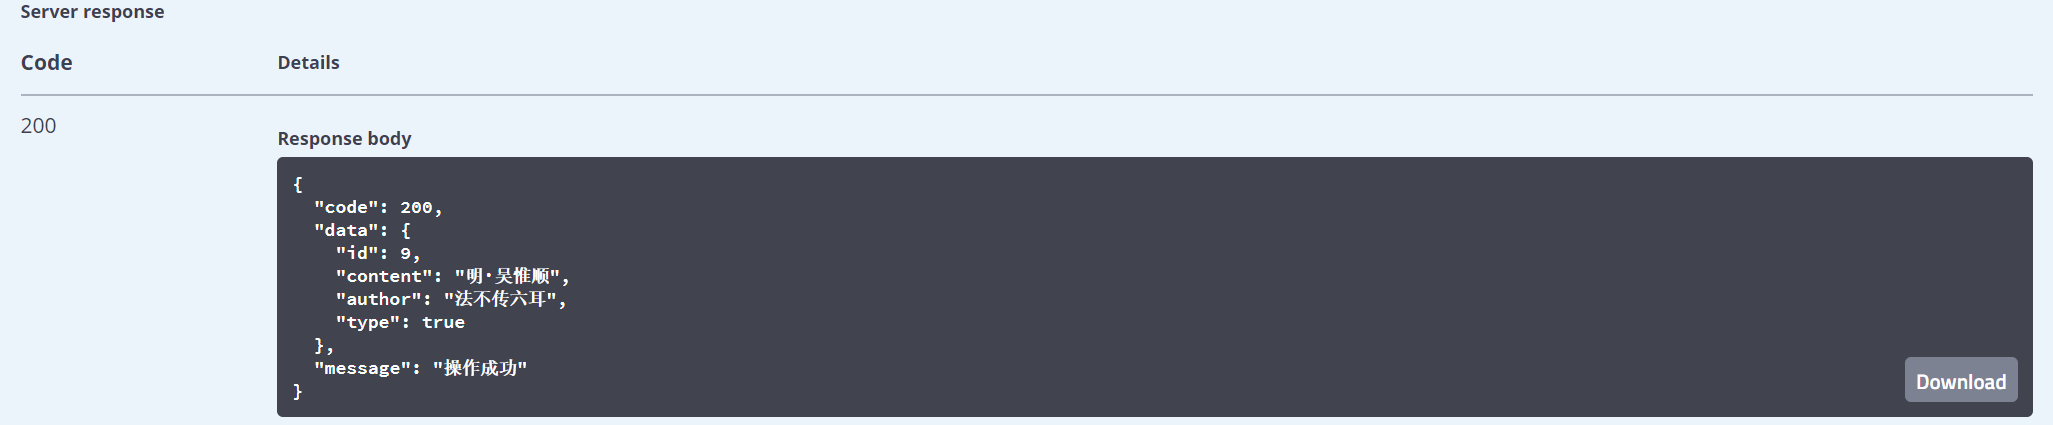 Server response
Code Details
200
Response body
{
"code": 200,
"data": {
"id": 9,
"content": "明·吴惟顺",
"author": "法不传六耳",
"type": true
},
"message": "操作成功"
}
Download